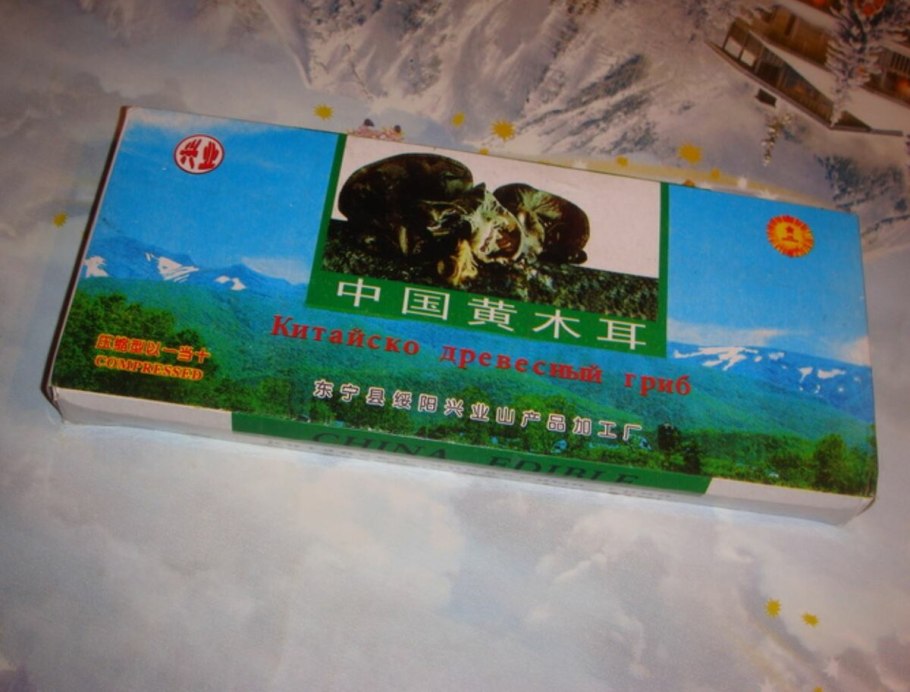 兴业
中国黄木耳
Китайско древесный гриб
压缩型以一当十
COMPRESSED
东宁县绥阳兴业山产品加工厂
CHINA EDIBLE